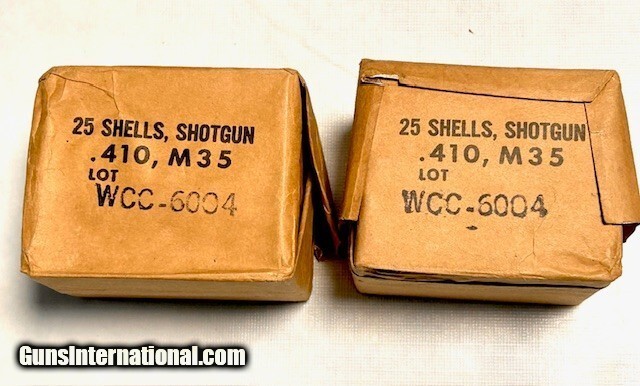 25 SHELLS, SHOTGUN
.410, M35
LOT
WCC-6004
25 SHELLS, SHOTGUN
.410, M35
LOT
WCC-6004
GunsInternational.com